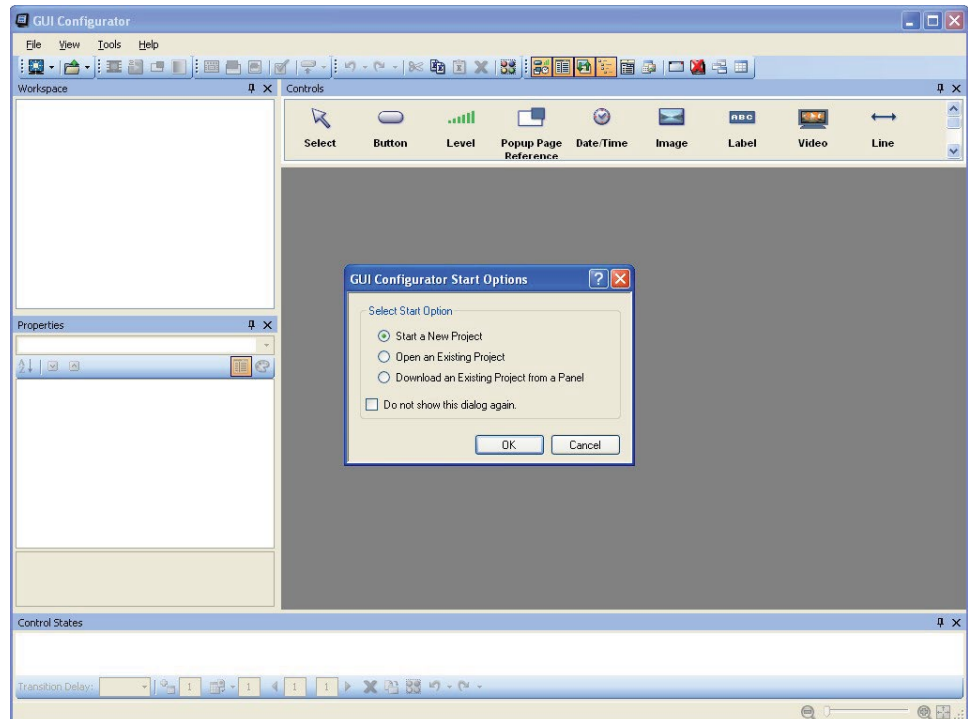 GUI Configurator
File View Tools Help
Workspace
Controls
Select Button Level Popup Page Reference Date/Time Image ABC Label Video Line
GUI Configurator Start Options
Select Start Option
Start a New Project
Open an Existing Project
Download an Existing Project from a Panel
Do not show this dialog again.
OK Cancel
Properties
Control States
Transition Delay: 1 1 1 1